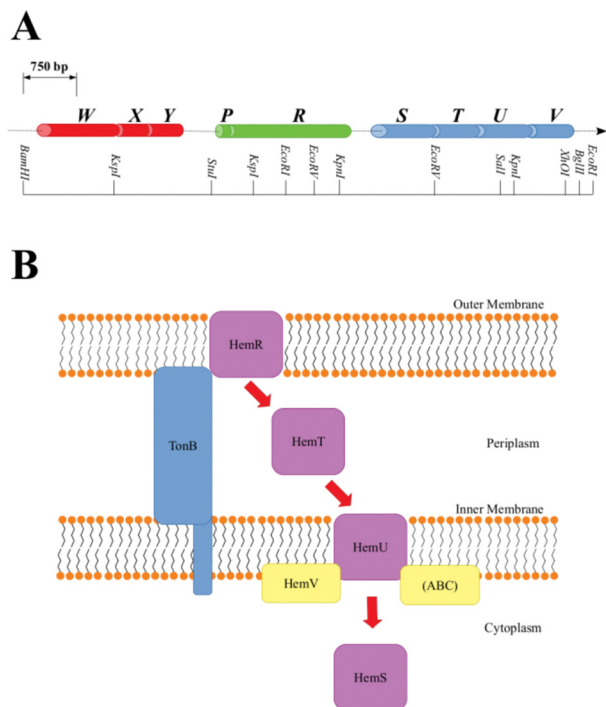 A
750 bp
W X Y P R S T U V
BamHI KspI StuI KspI EcoRI EcoRV KpnI EcoRV SalI KpnI XhOI BglII EcoRI
B
Outer Membrane
HemR
TonB
HemT
Periplasm
Inner Membrane
HemU
HemV
(ABC)
Cytoplasm
HemS